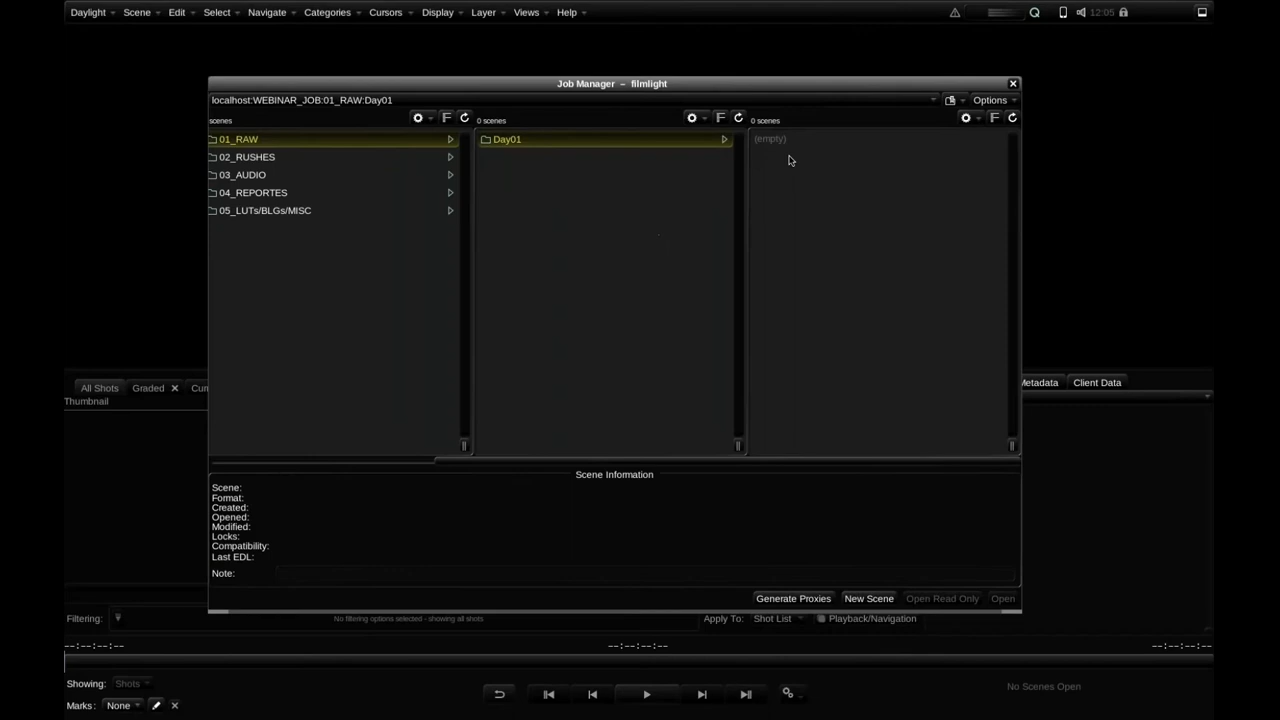 Daylight Scene Edit Select Navigate Categories Cursors Display Layer Views Help 12:05
Job Manager – filmlight
localhost:WEBINAR_JOB:01_RAW:Day01 Options
scenes 0 scenes 0 scenes
01_RAW Day01 (empty)
02_RUSHES
03_AUDIO
04_REPORTES
05_LUTs/BLGs/MISC
All Shots Graded Cur Metadata Client Data
Thumbnail
Scene Information
Scene:
Format:
Created:
Opened:
Modified:
Locks:
Compatibility:
Last EDL:
Note:
Generate Proxies New Scene Open Read Only Open
Filtering: No filtering options selected - showing all shots Apply To: Shot List Playback/Navigation
--:--:--:-- --:--:--:-- --:--:--:--
Showing: Shots
No Scenes Open
Marks: None